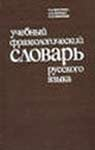 учебный
фразеологический
словарь
русского
языка